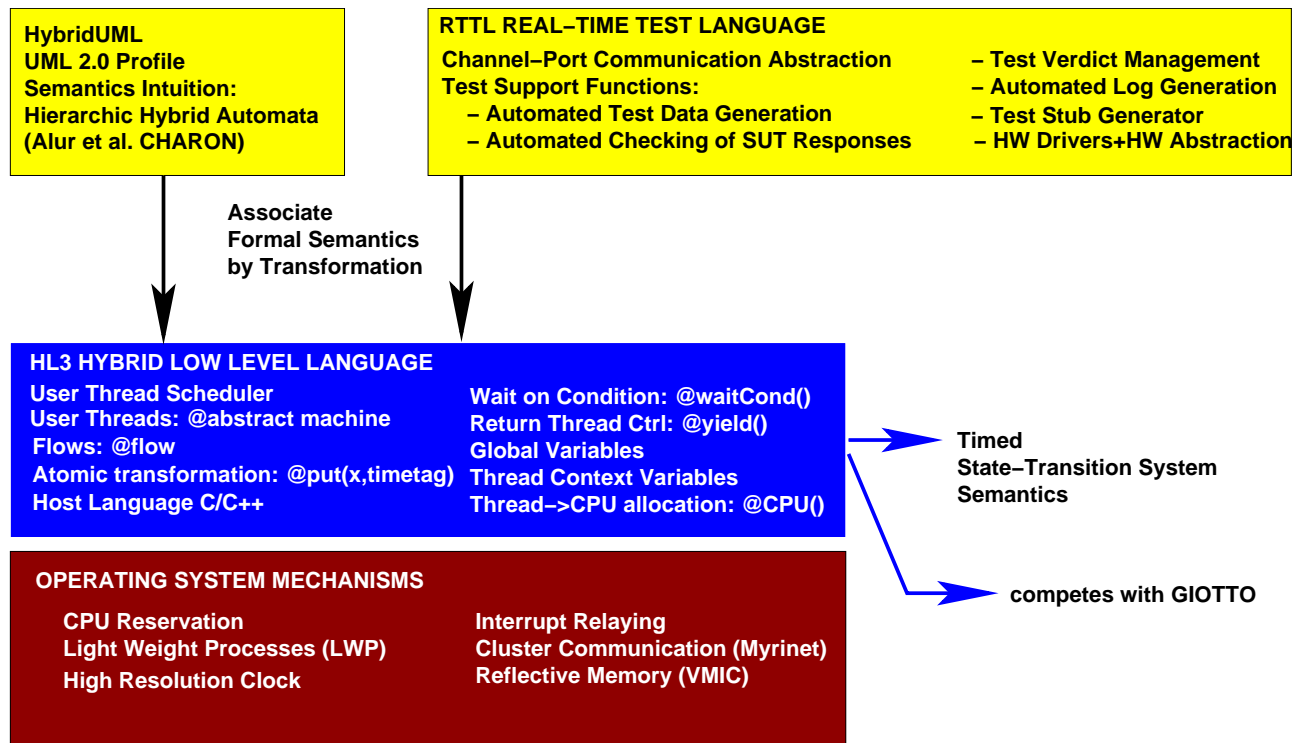 HybridUML
UML 2.0 Profile
Semantics Intuition:
Hierarchic Hybrid Automata
(Alur et al. CHARON)
RTTL REAL−TIME TEST LANGUAGE
Channel−Port Communication Abstraction
Test Support Functions:
− Automated Test Data Generation
− Automated Checking of SUT Responses
− Test Verdict Management
− Automated Log Generation
− Test Stub Generator
− HW Drivers+HW Abstraction
Associate
Formal Semantics
by Transformation
HL3 HYBRID LOW LEVEL LANGUAGE
User Thread Scheduler
User Threads: @abstract machine
Flows: @flow
Atomic transformation: @put(x,timetag)
Host Language C/C++
Wait on Condition: @waitCond()
Return Thread Ctrl: @yield()
Global Variables
Thread Context Variables
Thread−>CPU allocation: @CPU()
Timed
State−Transition System
Semantics
competes with GIOTTO
OPERATING SYSTEM MECHANISMS
CPU Reservation
Light Weight Processes (LWP)
High Resolution Clock
Interrupt Relaying
Cluster Communication (Myrinet)
Reflective Memory (VMIC)